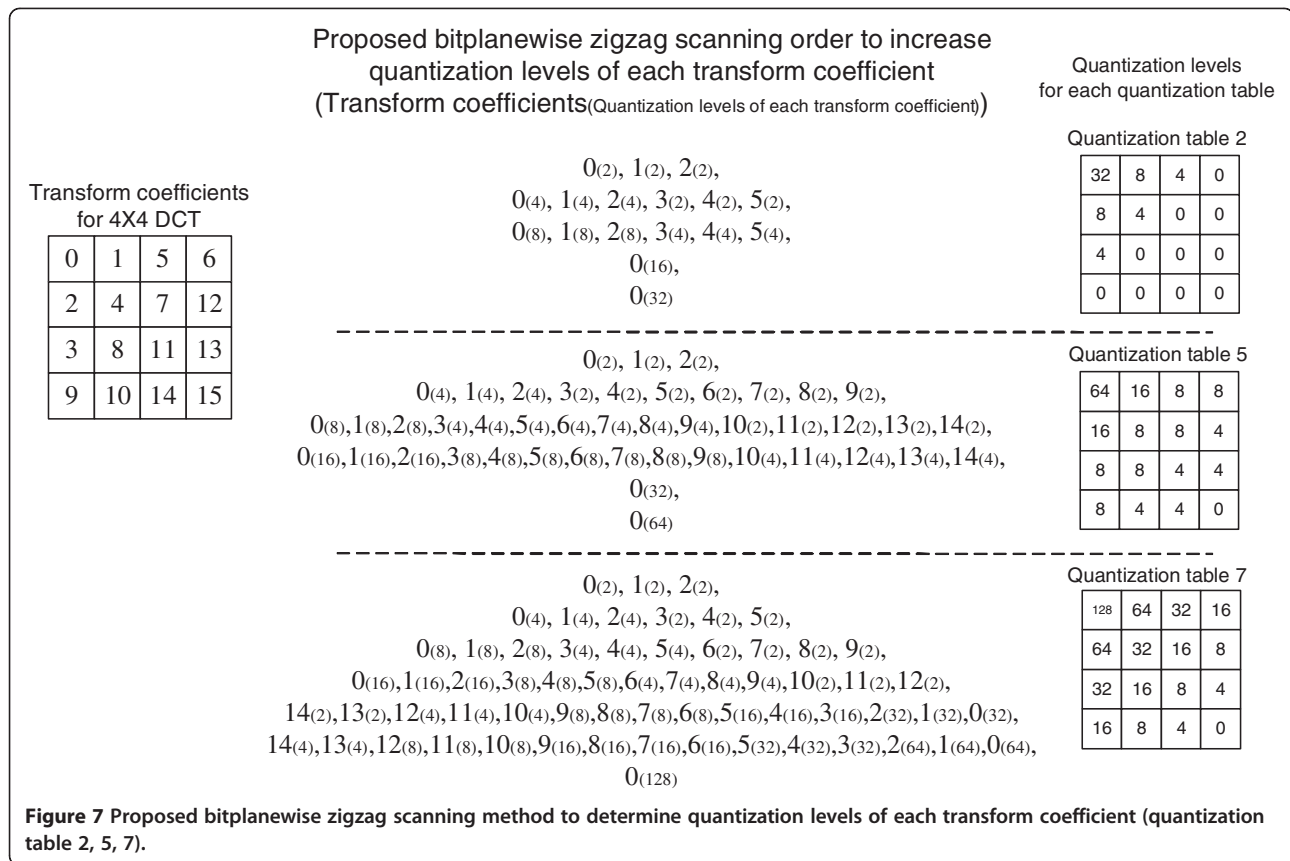 Proposed bitplanewise zigzag scanning order to increase
quantization levels of each transform coefficient
(Transform coefficients(Quantization levels of each transform coefficient))
Quantization levels
for each quantization table
Transform coefficients
for 4X4 DCT
0 1 5 6
2 4 7 12
3 8 11 13
9 10 14 15
0(2), 1(2), 2(2),
0(4), 1(4), 2(4), 3(2), 4(2), 5(2),
0(8), 1(8), 2(8), 3(4), 4(4), 5(4),
0(16),
0(32)
Quantization table 2
32 8 4 0
8 4 0 0
4 0 0 0
0 0 0 0
0(2), 1(2), 2(2),
0(4), 1(4), 2(4), 3(2), 4(2), 5(2), 6(2), 7(2), 8(2), 9(2),
0(8),1(8),2(8),3(4),4(4),5(4),6(4),7(4),8(4),9(4),10(2),11(2),12(2),13(2),14(2),
0(16),1(16),2(16),3(8),4(8),5(8),6(8),7(8),8(8),9(8),10(4),11(4),12(4),13(4),14(4),
0(32),
0(64)
Quantization table 5
64 16 8 8
16 8 8 4
8 8 4 4
8 4 4 0
0(2), 1(2), 2(2),
0(4), 1(4), 2(4), 3(2), 4(2), 5(2),
0(8), 1(8), 2(8), 3(4), 4(4), 5(4), 6(2), 7(2), 8(2), 9(2),
0(16),1(16),2(16),3(8),4(8),5(8),6(4),7(4),8(4),9(4),10(2),11(2),12(2),
14(2),13(2),12(4),11(4),10(4),9(8),8(8),7(8),6(8),5(16),4(16),3(16),2(32),1(32),0(32),
14(4),13(4),12(8),11(8),10(8),9(16),8(16),7(16),6(16),5(32),4(32),3(32),2(64),1(64),0(64),
0(128)
Quantization table 7
128 64 32 16
64 32 16 8
32 16 8 4
16 8 4 0
Figure 7 Proposed bitplanewise zigzag scanning method to determine quantization levels of each transform coefficient (quantization
table 2, 5, 7).